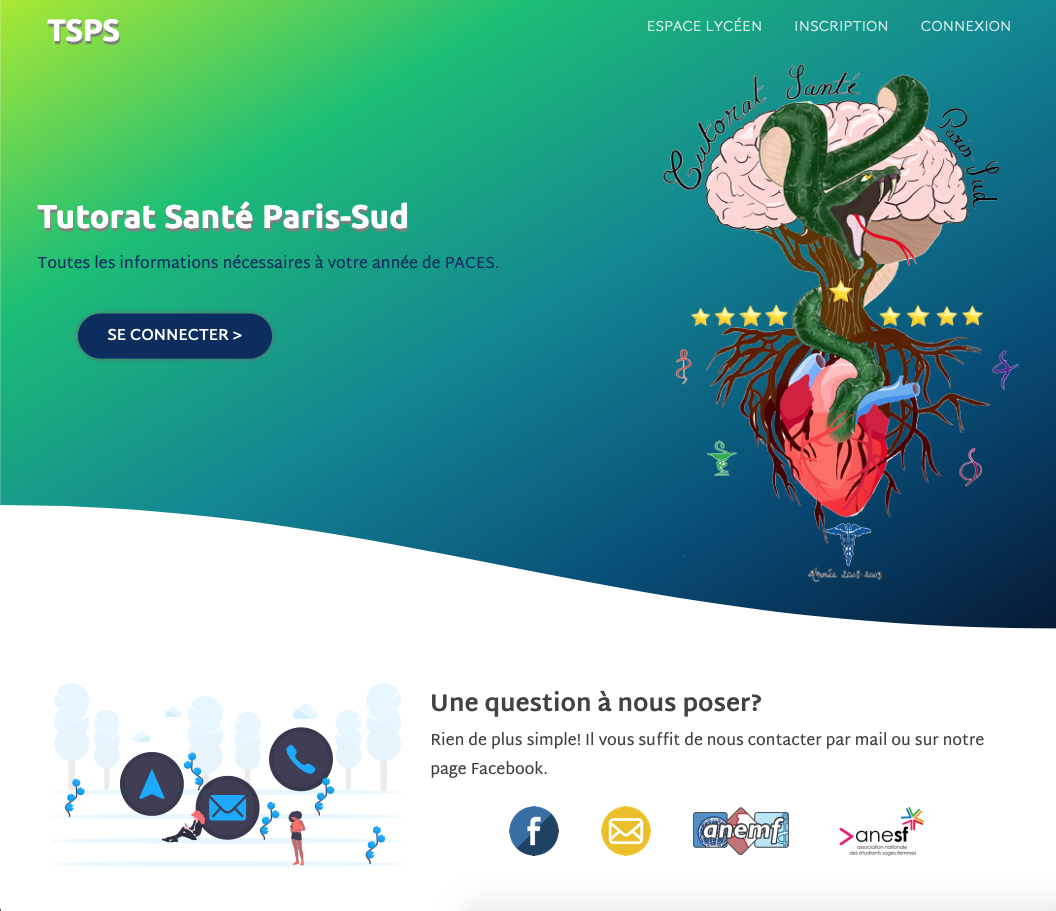 TSPS
ESPACE LYCÉEN
INSCRIPTION
CONNEXION
Tutorat Santé
Paris-Sud
Tutorat Santé Paris-Sud
Toutes les informations nécessaires à votre année de PACES.
SE CONNECTER >
Une question à nous poser?
Rien de plus simple! Il vous suffit de nous contacter par mail ou sur notre
page Facebook.
f
anemf
>anesf
association nationale
des étudiants sages-femmes